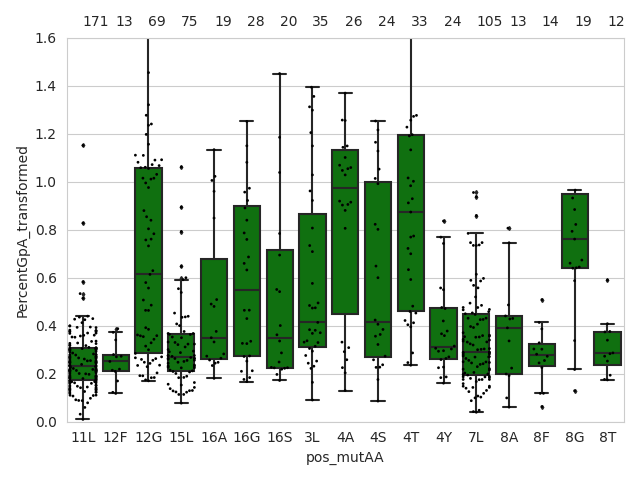 171 13 69 75 19 28 20 35 26 24 33 24 105 13 14 19 12
1.6
1.4
1.2
1.0
0.8
0.6
0.4
0.2
0.0
PercentGpA_transformed
11L 12F 12G 15L 16A 16G 16S 3L 4A 4S 4T 4Y 7L 8A 8F 8G 8T
pos_mutAA